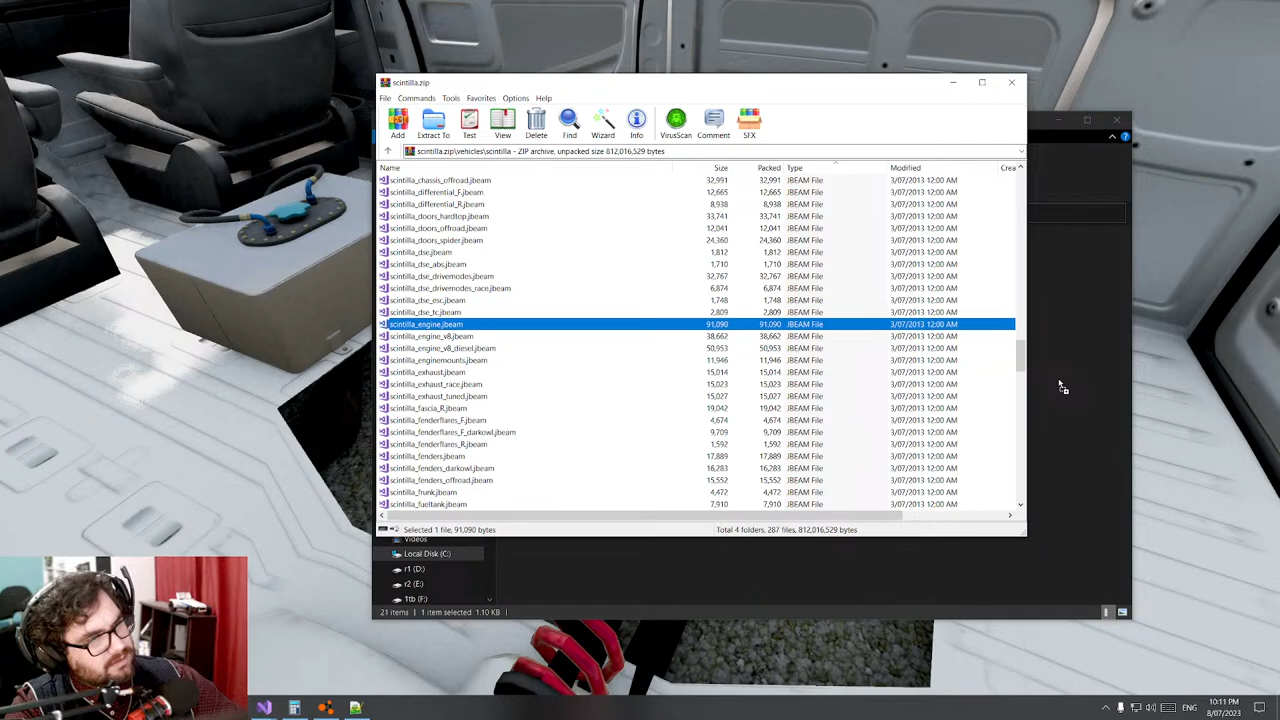 scintilla.zip
File Commands Tools Favorites Options Help
Add Extract To Test View Delete Find Wizard Info VirusScan Comment SFX
scintilla.zip\vehicles\scintilla - ZIP archive, unpacked size 812,016,529 bytes
Name Size Packed Type Modified Crea
scintilla_chassis_offroad.jbeam 32,991 32,991 JBEAM File 3/07/2013 12:00 AM
scintilla_differential_F.jbeam 12,665 12,665 JBEAM File 3/07/2013 12:00 AM
scintilla_differential_R.jbeam 8,938 8,938 JBEAM File 3/07/2013 12:00 AM
scintilla_doors_hardtop.jbeam 33,741 33,741 JBEAM File 3/07/2013 12:00 AM
scintilla_doors_offroad.jbeam 12,041 12,041 JBEAM File 3/07/2013 12:00 AM
scintilla_doors_spider.jbeam 24,360 24,360 JBEAM File 3/07/2013 12:00 AM
scintilla_dse.jbeam 1,812 1,812 JBEAM File 3/07/2013 12:00 AM
scintilla_dse_abs.jbeam 1,710 1,710 JBEAM File 3/07/2013 12:00 AM
scintilla_dse_drivemodes.jbeam 32,767 32,767 JBEAM File 3/07/2013 12:00 AM
scintilla_dse_drivemodes_race.jbeam 6,874 6,874 JBEAM File 3/07/2013 12:00 AM
scintilla_dse_esc.jbeam 1,748 1,748 JBEAM File 3/07/2013 12:00 AM
scintilla_dse_tc.jbeam 2,809 2,809 JBEAM File 3/07/2013 12:00 AM
scintilla_engine.jbeam 91,090 91,090 JBEAM File 3/07/2013 12:00 AM
scintilla_engine_v8.jbeam 38,662 38,662 JBEAM File 3/07/2013 12:00 AM
scintilla_engine_v8_diesel.jbeam 50,953 50,953 JBEAM File 3/07/2013 12:00 AM
scintilla_enginemounts.jbeam 11,946 11,946 JBEAM File 3/07/2013 12:00 AM
scintilla_exhaust.jbeam 15,014 15,014 JBEAM File 3/07/2013 12:00 AM
scintilla_exhaust_race.jbeam 15,023 15,023 JBEAM File 3/07/2013 12:00 AM
scintilla_exhaust_tuned.jbeam 15,027 15,027 JBEAM File 3/07/2013 12:00 AM
scintilla_fascia_R.jbeam 19,042 19,042 JBEAM File 3/07/2013 12:00 AM
scintilla_fenderflares_F.jbeam 4,674 4,674 JBEAM File 3/07/2013 12:00 AM
scintilla_fenderflares_F_darkowl.jbeam 9,709 9,709 JBEAM File 3/07/2013 12:00 AM
scintilla_fenderflares_R.jbeam 1,592 1,592 JBEAM File 3/07/2013 12:00 AM
scintilla_fenders.jbeam 17,889 17,889 JBEAM File 3/07/2013 12:00 AM
scintilla_fenders_darkowl.jbeam 16,283 16,283 JBEAM File 3/07/2013 12:00 AM
scintilla_fenders_offroad.jbeam 15,552 15,552 JBEAM File 3/07/2013 12:00 AM
scintilla_frunk.jbeam 4,472 4,472 JBEAM File 3/07/2013 12:00 AM
scintilla_fueltank.jbeam 7,910 7,910 JBEAM File 3/07/2013 12:00 AM
Selected 1 file, 91,090 bytes Total 4 folders, 287 files, 812,016,529 bytes
Videos
Local Disk (C:)
r1 (D:)
r2 (E:)
1tb (F:)
21 items 1 item selected 1.10 KB
ENG 10:11 PM
8/07/2023